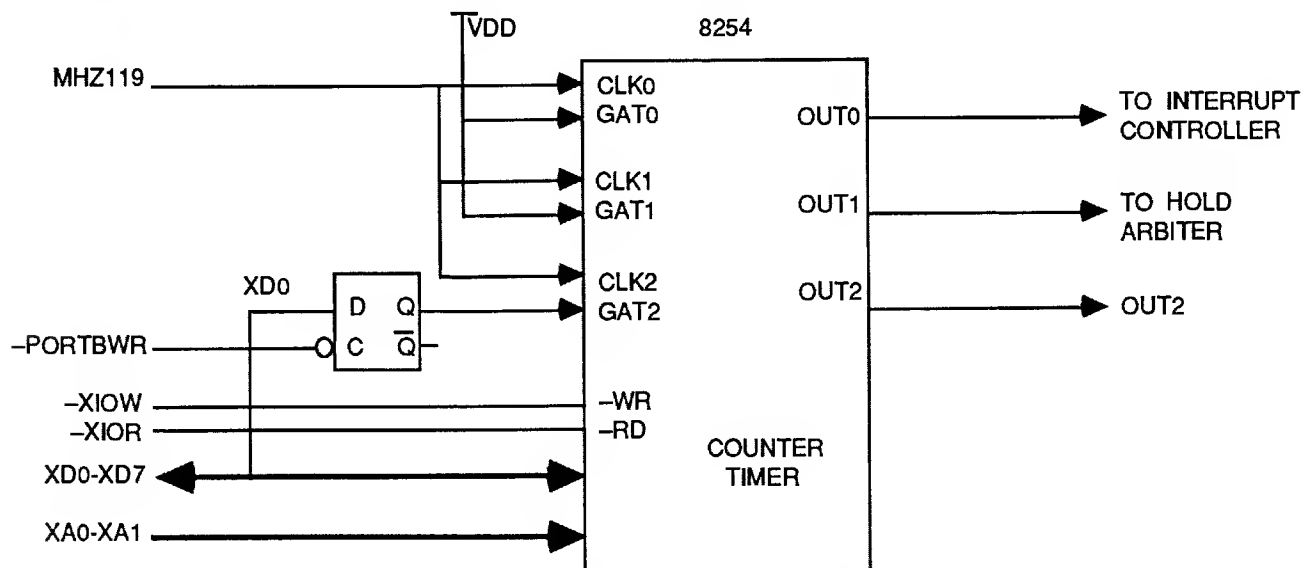 VDD
8254
MHZ119
CLK0
GAT0
OUT0
TO INTERRUPT
CONTROLLER
CLK1
GAT1
OUT1
TO HOLD
ARBITER
XD0
CLK2
GAT2
OUT2
OUT2
D Q
–PORTBWR
C Q̅
–XIOW
–WR
–XIOR
–RD
XD0-XD7
COUNTER
TIMER
XA0-XA1